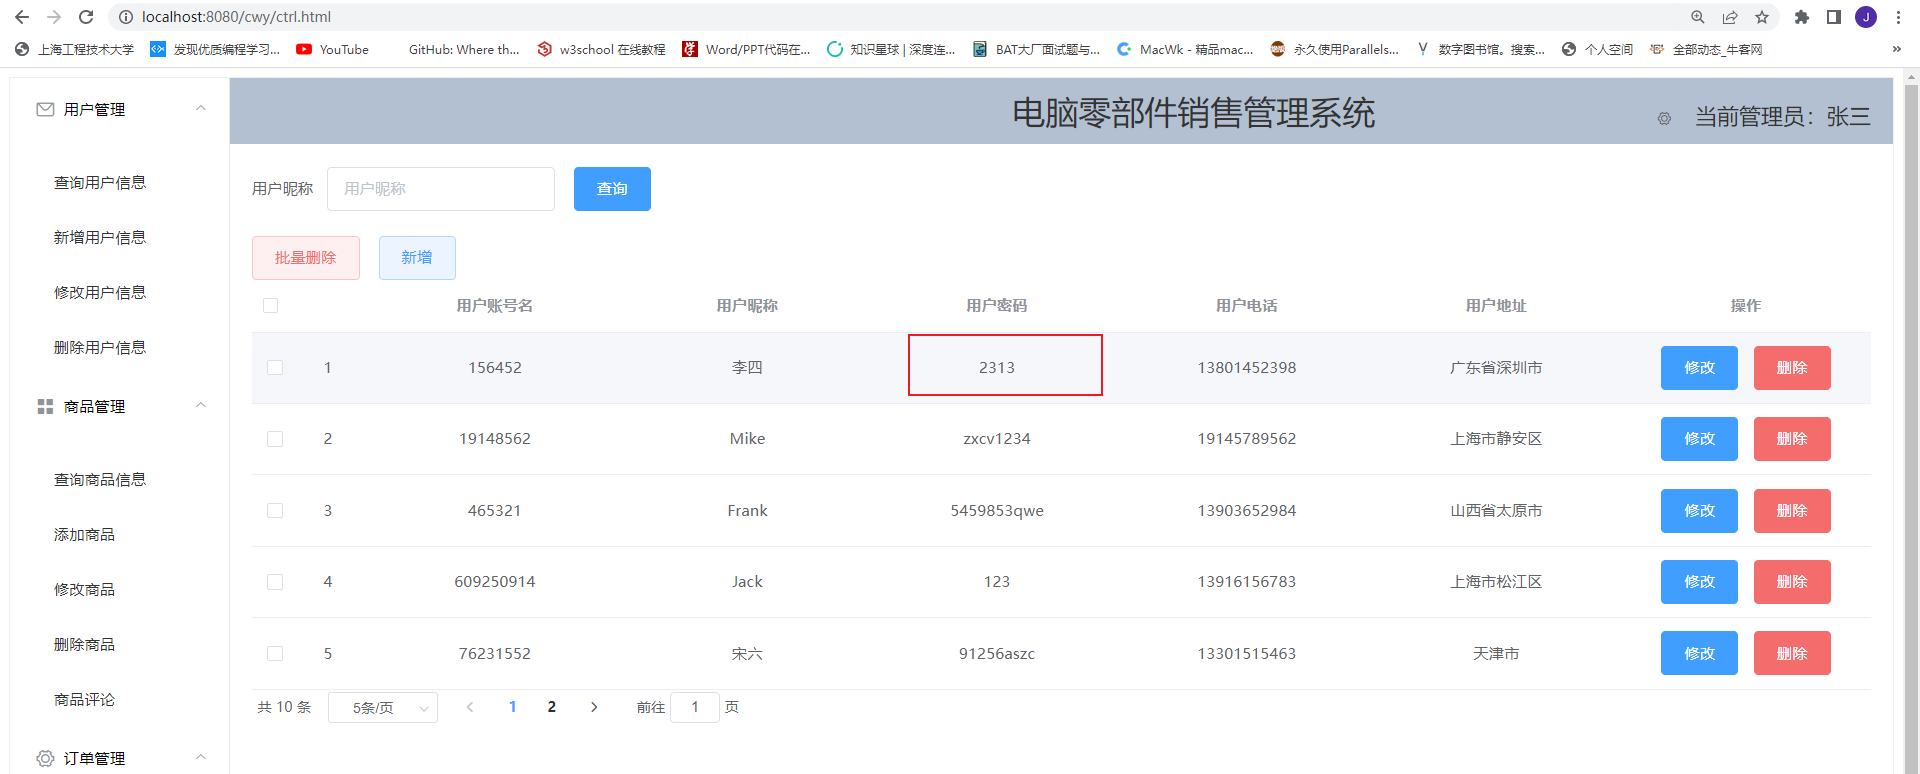 localhost:8080/cwy/ctrl.html
J
上海工程技术大学 发现优质编程学习... YouTube GitHub: Where th... w3school 在线教程 Word/PPT代码在... 知识星球 | 深度连... BAT大厂面试题与... MacWk - 精品mac... 永久使用Parallels... 数字图书馆。搜索... 个人空间 全部动态_牛客网 »
用户管理
查询用户信息
新增用户信息
修改用户信息
删除用户信息
商品管理
查询商品信息
添加商品
修改商品
删除商品
商品评论
订单管理
电脑零部件销售管理系统
当前管理员：张三
用户昵称 用户昵称 查询
批量删除 新增
用户账号名 用户昵称 用户密码 用户电话 用户地址 操作
1 156452 李四 2313 13801452398 广东省深圳市 修改 删除
2 19148562 Mike zxcv1234 19145789562 上海市静安区 修改 删除
3 465321 Frank 5459853qwe 13903652984 山西省太原市 修改 删除
4 609250914 Jack 123 13916156783 上海市松江区 修改 删除
5 76231552 宋六 91256aszc 13301515463 天津市 修改 删除
共 10 条 5条/页 1 2 前往 1 页